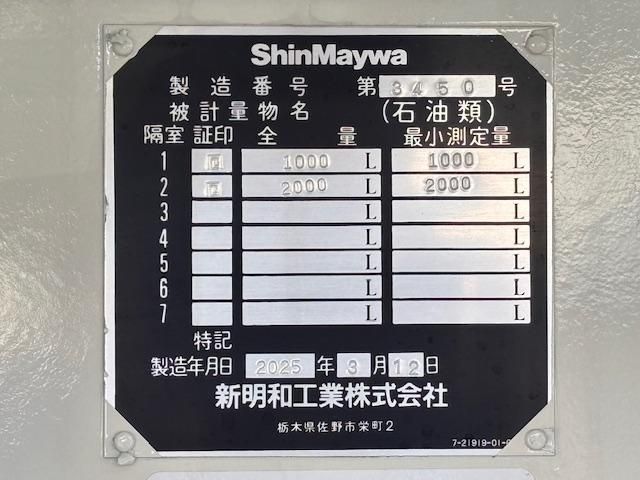 ShinMaywa
製造番号 第 3450 号
被計量物名 (石油類)
隔室 証印 全量 最小測定量
1 1000 L 1000 L
2 2000 L 2000 L
3 L L
4 L L
5 L L
6 L L
7 L L
特記
製造年月日 2025 年 3 月 12 日
新明和工業株式会社
栃木県佐野市栄町2
7-21919-01-